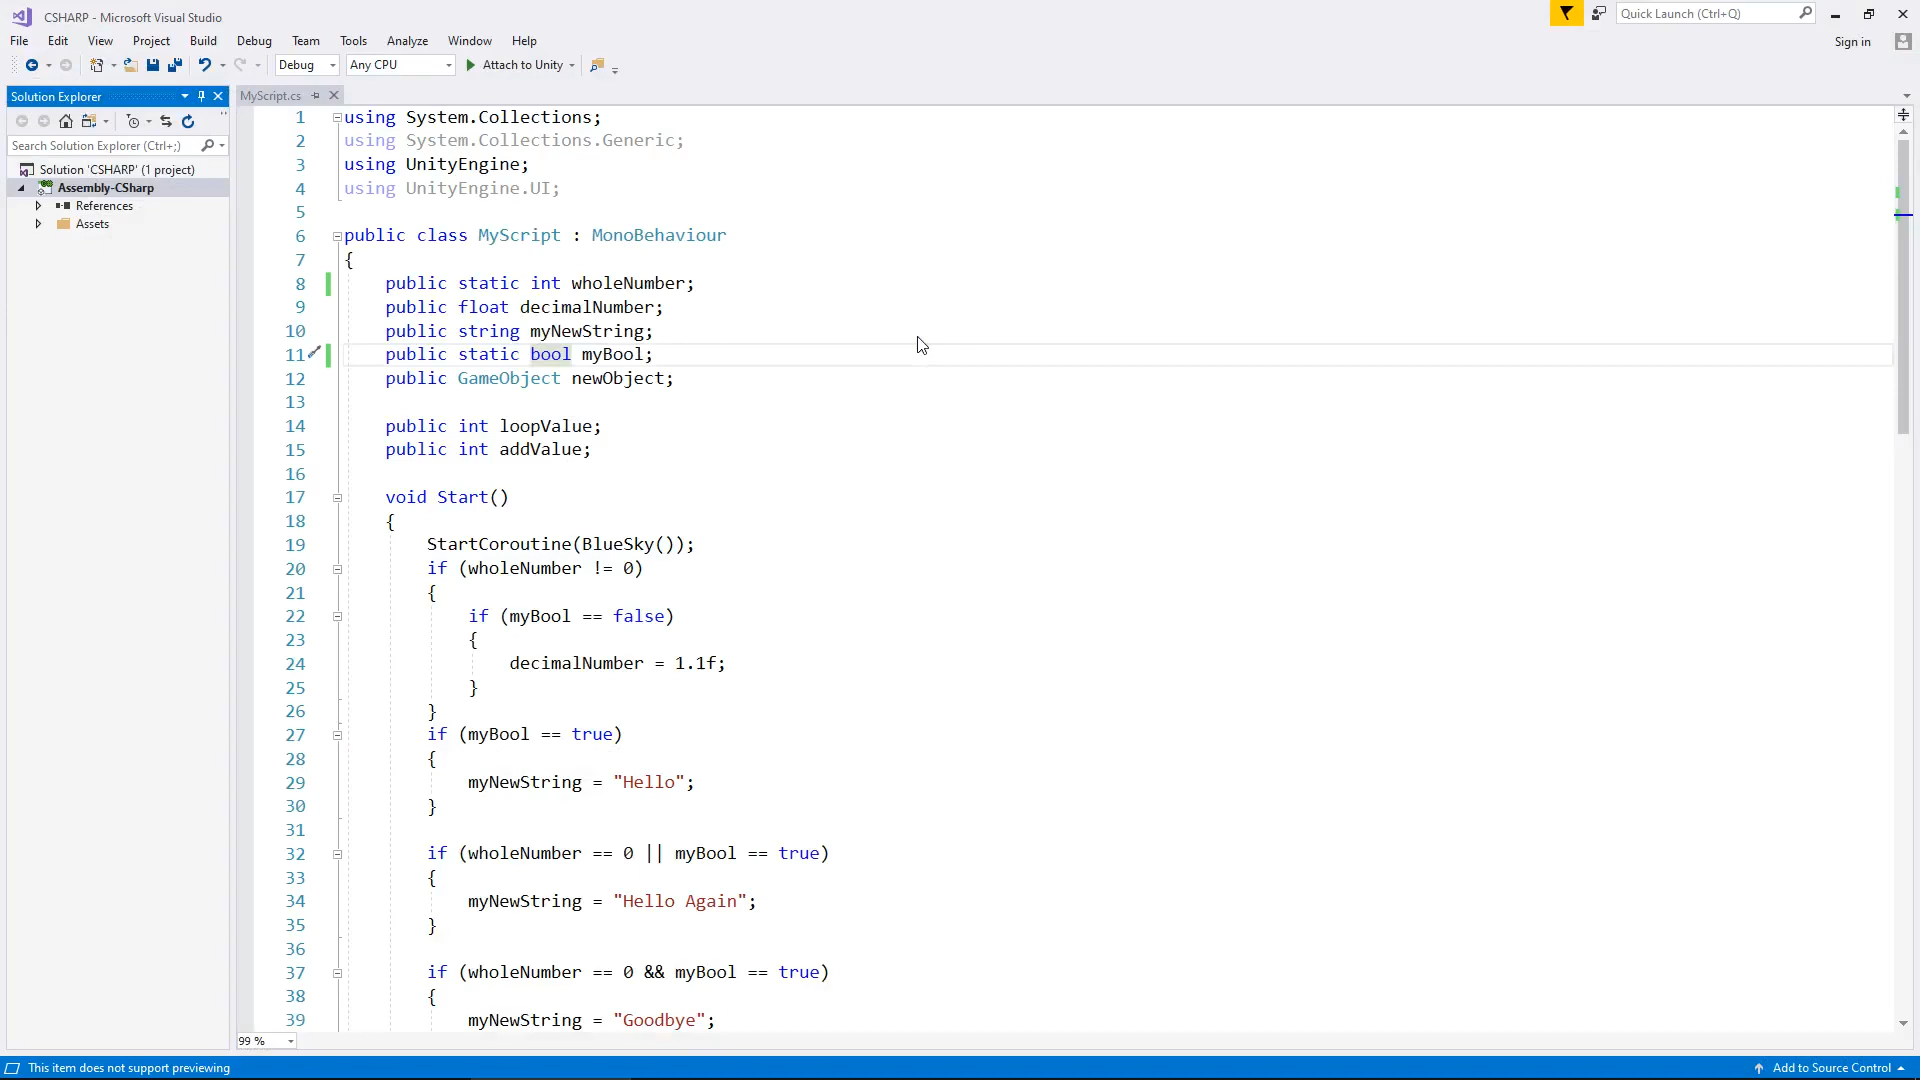 CSHARP - Microsoft Visual Studio
Quick Launch (Ctrl+Q)
File Edit View Project Build Debug Team Tools Analyze Window Help
Sign in
Debug Any CPU Attach to Unity
Solution Explorer
MyScript.cs
Search Solution Explorer (Ctrl+;)
Solution 'CSHARP' (1 project)
Assembly-CSharp
References
Assets
1 using System.Collections;
2 using System.Collections.Generic;
3 using UnityEngine;
4 using UnityEngine.UI;
5
6 public class MyScript : MonoBehaviour
7 {
8 public static int wholeNumber;
9 public float decimalNumber;
10 public string myNewString;
11 public static bool myBool;
12 public GameObject newObject;
13
14 public int loopValue;
15 public int addValue;
16
17 void Start()
18 {
19 StartCoroutine(BlueSky());
20 if (wholeNumber != 0)
21 {
22 if (myBool == false)
23 {
24 decimalNumber = 1.1f;
25 }
26 }
27 if (myBool == true)
28 {
29 myNewString = "Hello";
30 }
31
32 if (wholeNumber == 0 || myBool == true)
33 {
34 myNewString = "Hello Again";
35 }
36
37 if (wholeNumber == 0 && myBool == true)
38 {
39 myNewString = "Goodbye";
99 %
This item does not support previewing
Add to Source Control